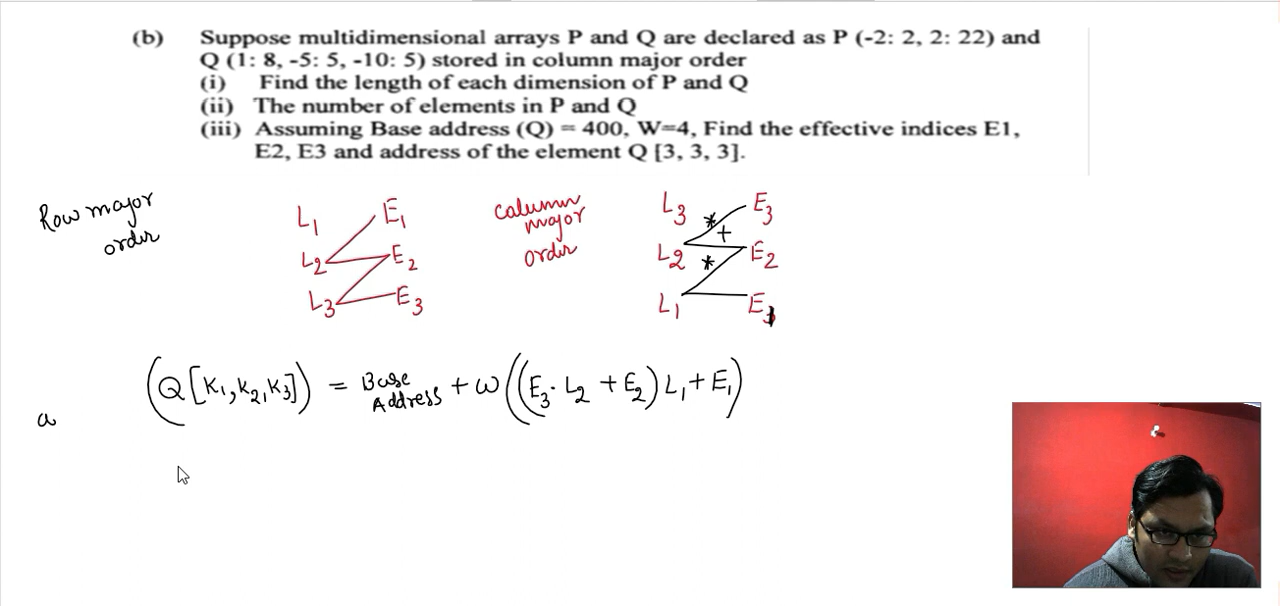 (b) Suppose multidimensional arrays P and Q are declared as P (-2: 2, 2: 22) and
Q (1: 8, -5: 5, -10: 5) stored in column major order
(i) Find the length of each dimension of P and Q
(ii) The number of elements in P and Q
(iii) Assuming Base address (Q) = 400, W=4, Find the effective indices E1,
E2, E3 and address of the element Q [3, 3, 3].
Row major
order
L1 E1
L2 E2
L3 E3
Calumn
major
order
L3 * E3
+
L2 * E2
L1 E1
(Q[K1,K2,K3]) = Base Address + w((E3.L2 + E2) L1 + E1)
a